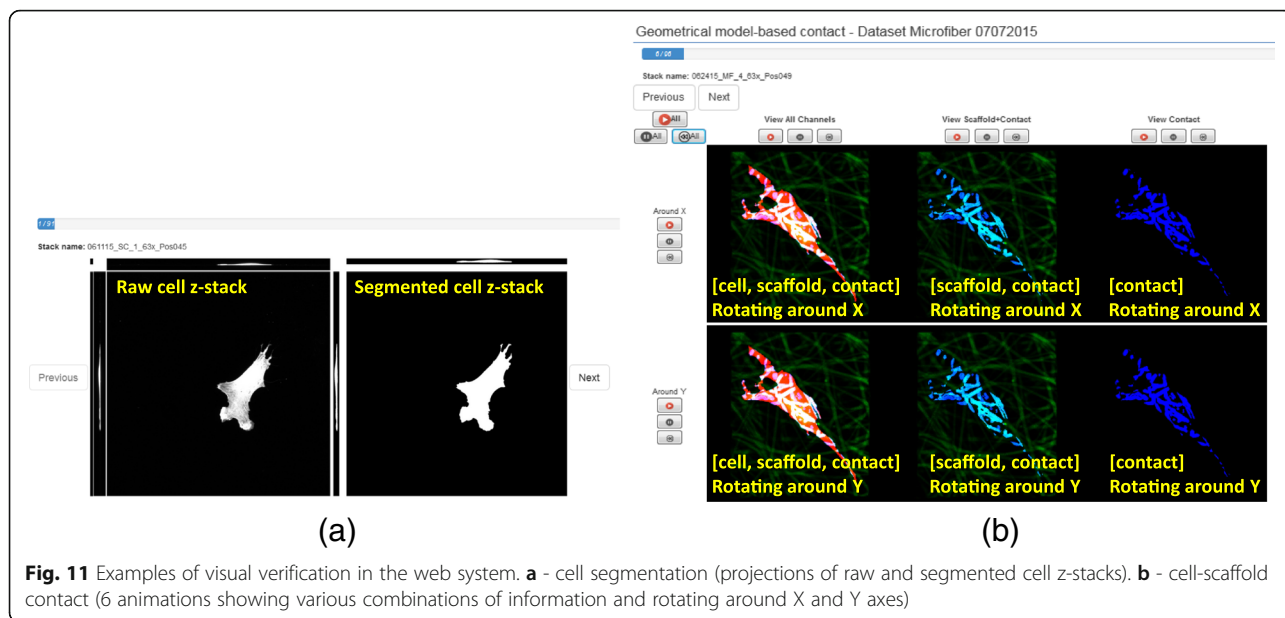 Geometrical model-based contact - Dataset Microfiber 07072015
6/96
Stack name: 062415_MF_4_63x_Pos049
Previous Next
All
All All
View All Channels View Scaffold+Contact View Contact
Around X
[cell, scaffold, contact] [scaffold, contact] [contact]
Rotating around X Rotating around X Rotating around X
Around Y
[cell, scaffold, contact] [scaffold, contact] [contact]
Rotating around Y Rotating around Y Rotating around Y
1/91
Stack name: 061115_SC_1_63x_Pos045
Raw cell z-stack Segmented cell z-stack
Previous Next
(a) (b)
Fig. 11 Examples of visual verification in the web system. a - cell segmentation (projections of raw and segmented cell z-stacks). b - cell-scaffold
contact (6 animations showing various combinations of information and rotating around X and Y axes)